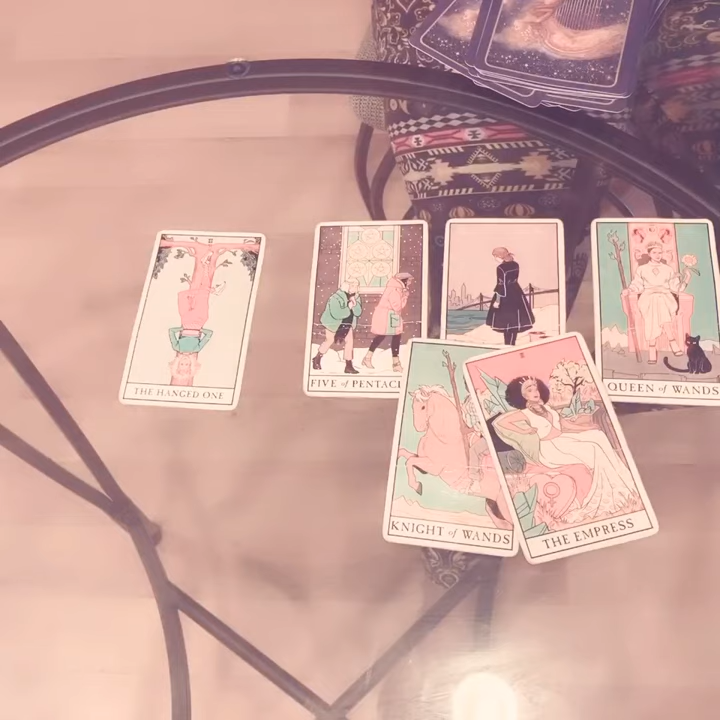 THE HANGED ONE
FIVE of PENTACL
QUEEN of WANDS
KNIGHT of WANDS
THE EMPRESS